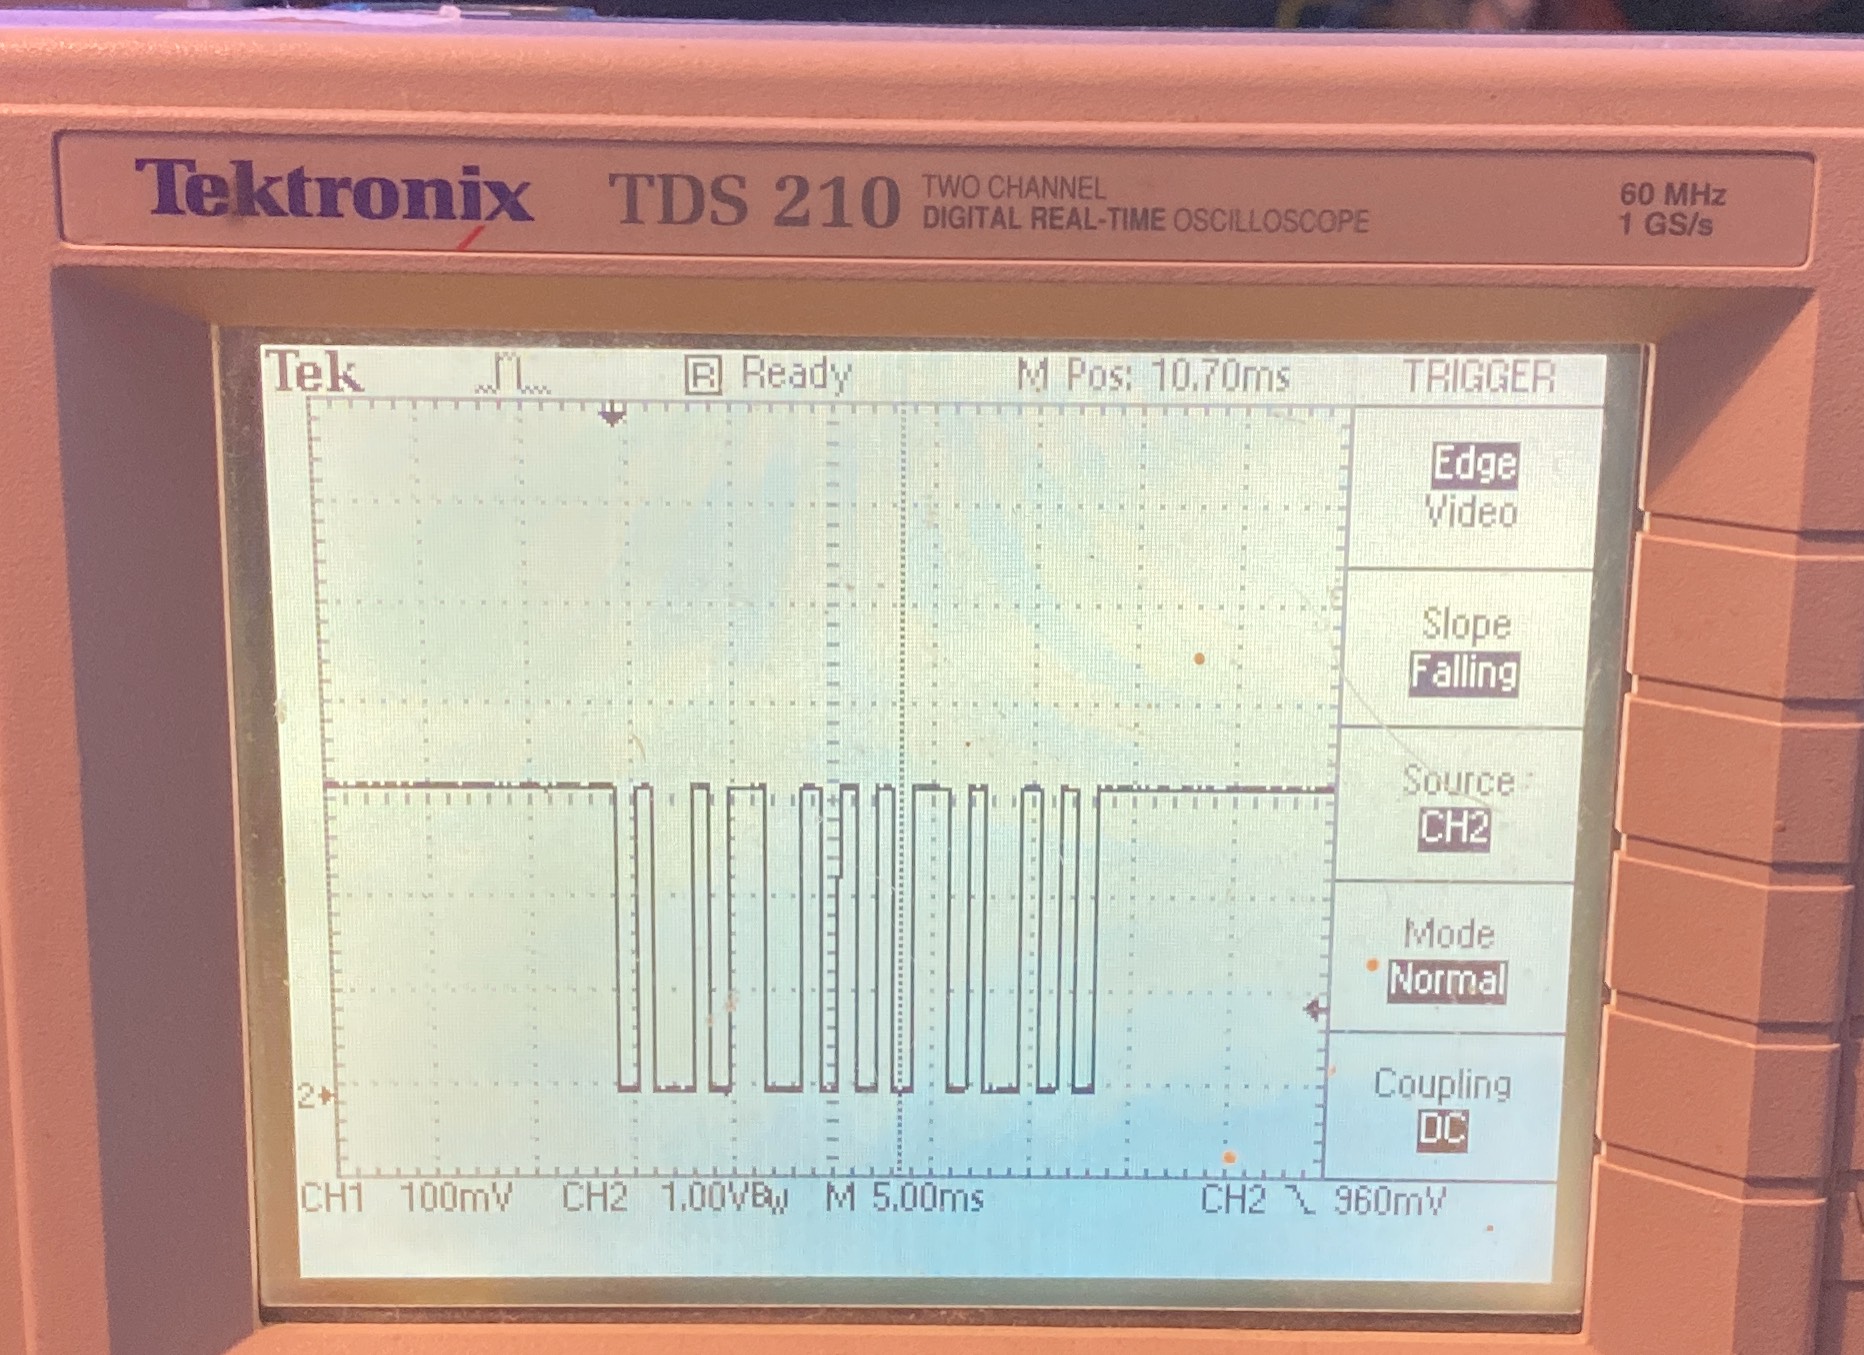 Tektronix TDS 210 TWO CHANNEL
DIGITAL REAL-TIME OSCILLOSCOPE
60 MHz
1 GS/s
Tek R Ready M Pos: 10.70ms TRIGGER
Edge
Video
Slope
Falling
Source
CH2
Mode
Normal
Coupling
DC
2
CH1 100mV CH2 1.00VBW M 5.00ms CH2 960mV